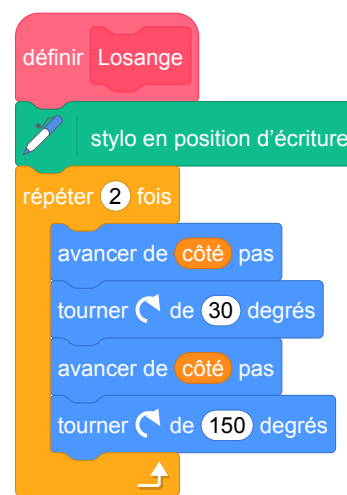 définir Losange
stylo en position d'écriture
répéter 2 fois
avancer de côté pas
tourner de 30 degrés
avancer de côté pas
tourner de 150 degrés